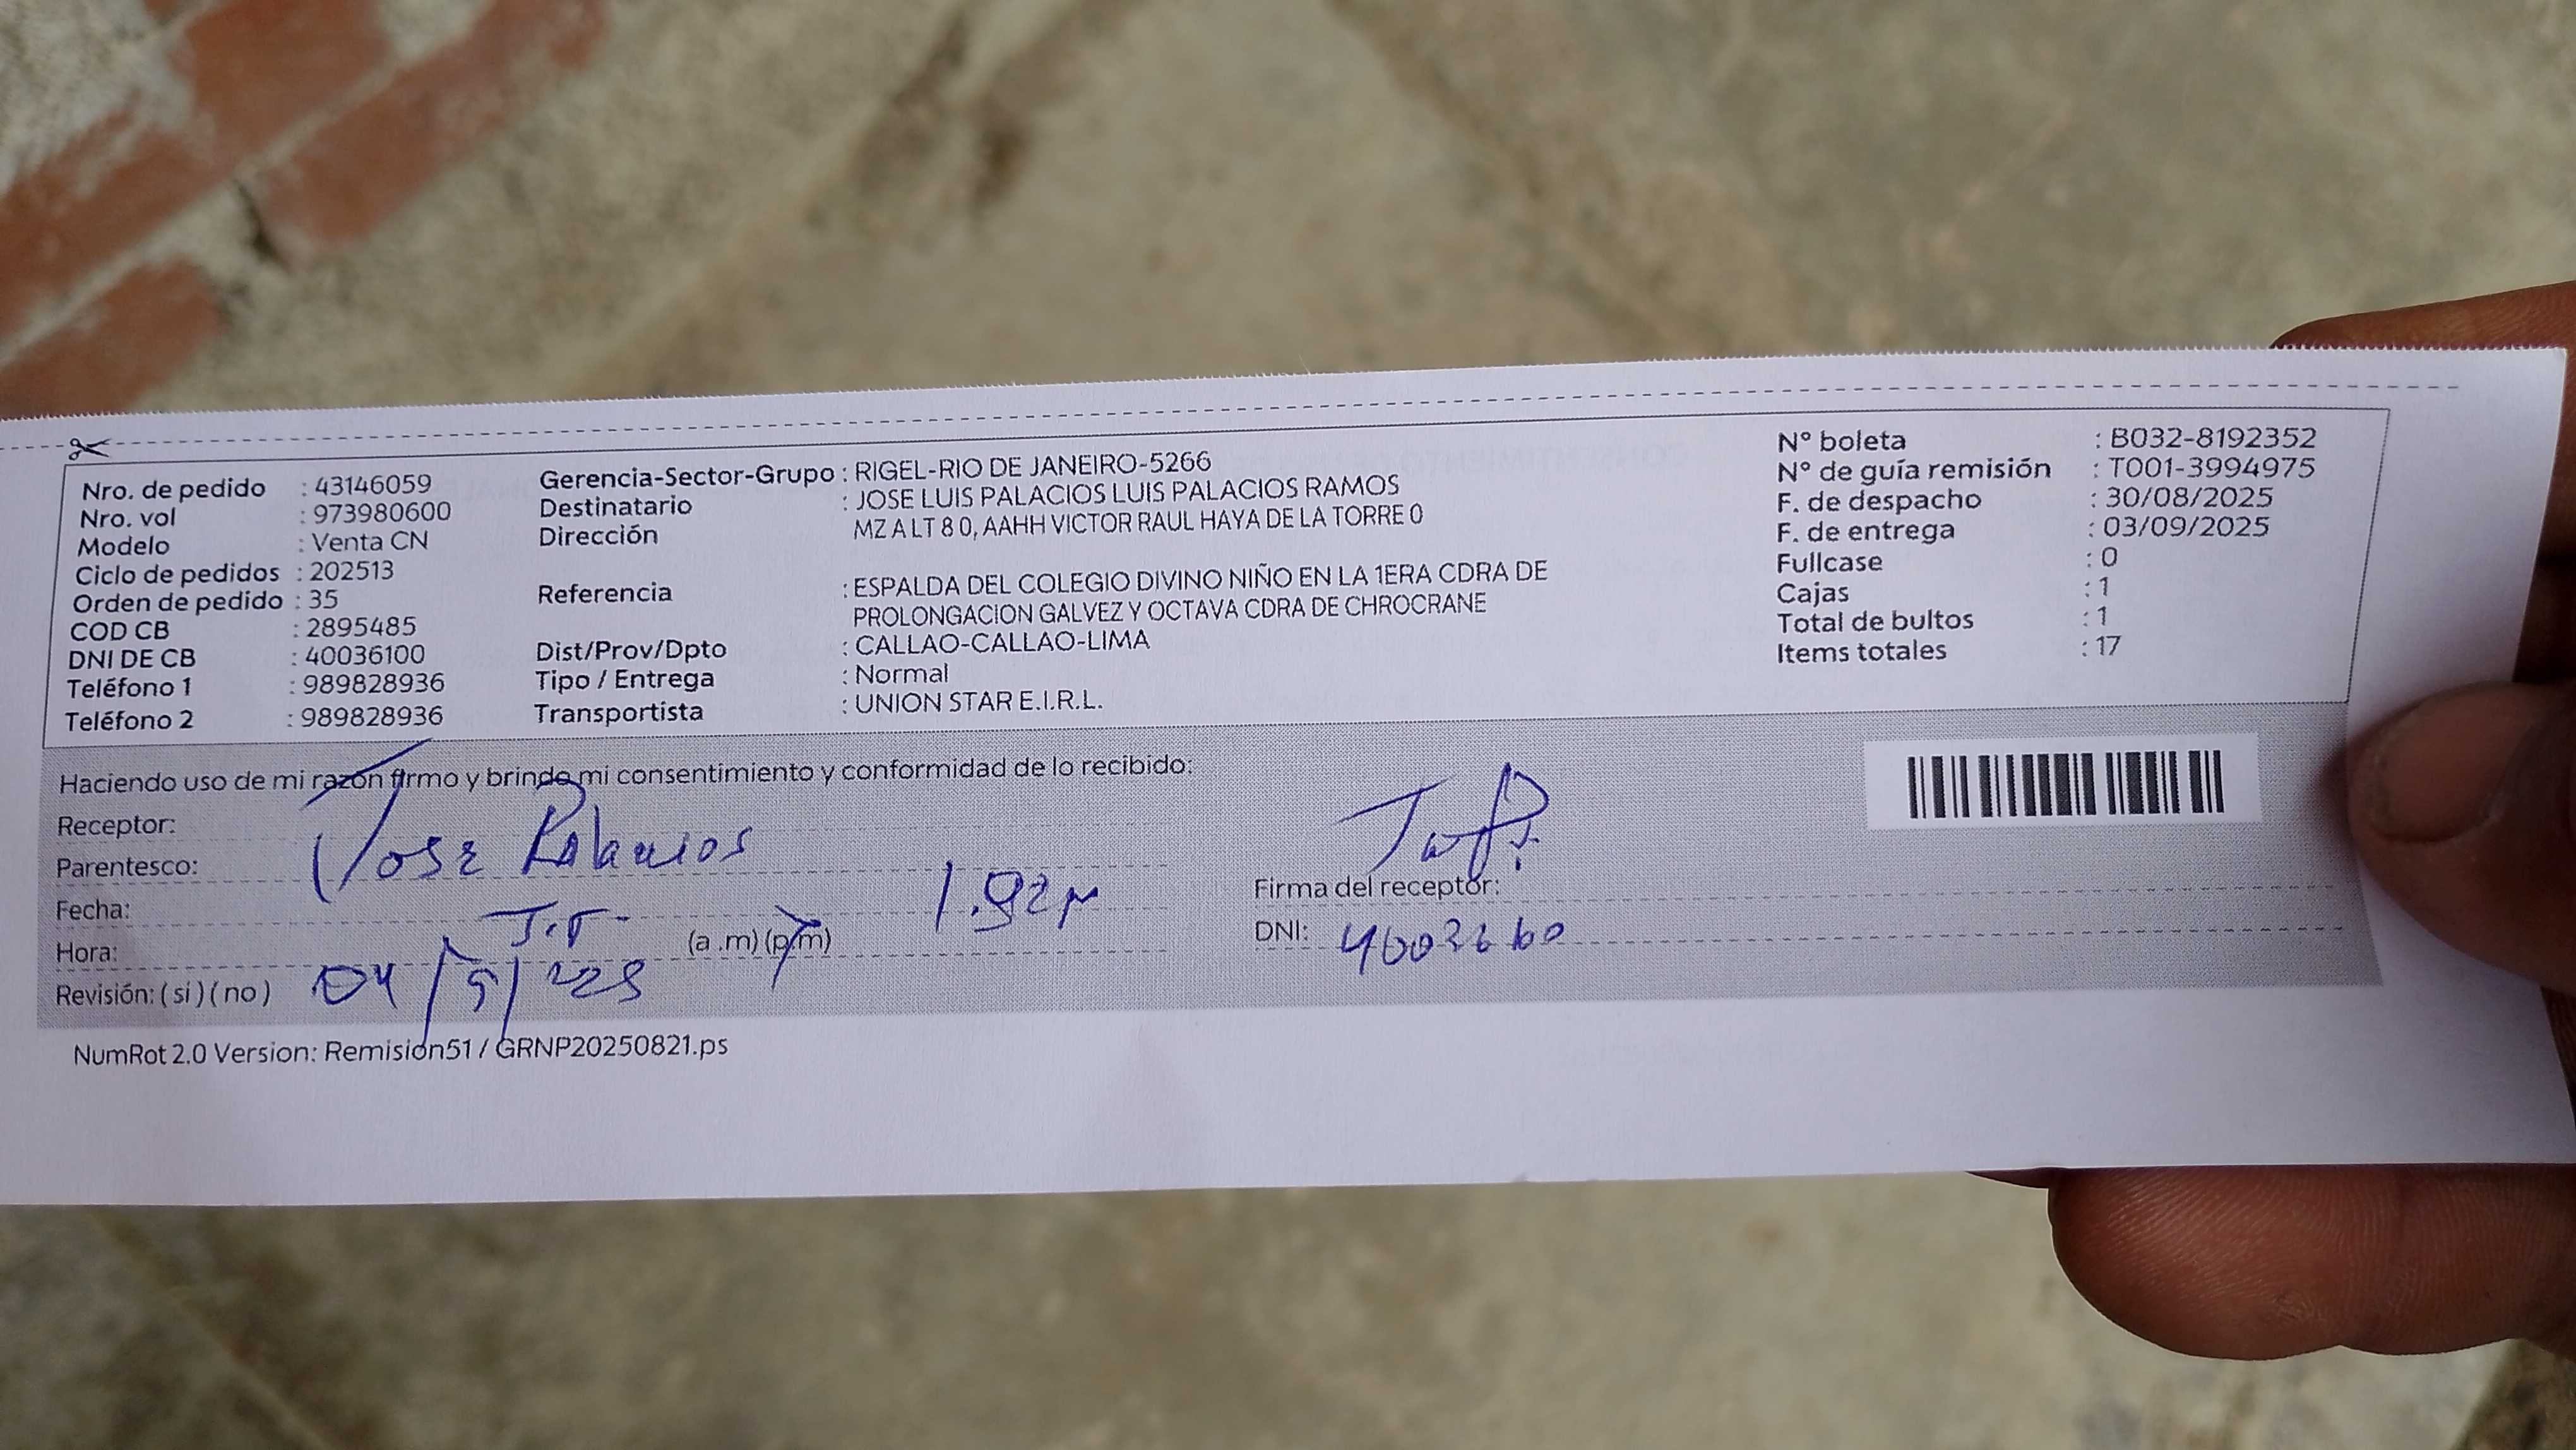 Nro. de pedido : 43146059
Nro. vol : 973980600
Modelo : Venta CN
Ciclo de pedidos : 202513
Orden de pedido : 35
COD CB : 2895485
DNI DE CB : 40036100
Teléfono 1 : 989828936
Teléfono 2 : 989828936
Gerencia-Sector-Grupo : RIGEL-RIO DE JANEIRO-5266
Destinatario : JOSE LUIS PALACIOS LUIS PALACIOS RAMOS
Dirección MZ A LT 8 0, AAHH VICTOR RAUL HAYA DE LA TORRE 0
Referencia : ESPALDA DEL COLEGIO DIVINO NIÑO EN LA 1ERA CDRA DE
PROLONGACION GALVEZ Y OCTAVA CDRA DE CHROCRANE
Dist/Prov/Dpto : CALLAO-CALLAO-LIMA
Tipo / Entrega : Normal
Transportista : UNION STAR E.I.R.L.
N° boleta : B032-8192352
N° de guía remisión : T001-3994975
F. de despacho : 30/08/2025
F. de entrega : 03/09/2025
Fullcase : 0
Cajas : 1
Total de bultos : 1
Items totales : 17
Haciendo uso de mi razón firmo y brindo mi consentimiento y conformidad de lo recibido:
Receptor:
Jose Palacios
Parentesco:
Fecha:
Hora: (a .m) (p.m)
Revisión: ( si ) ( no )
Firma del receptor:
DNI:
NumRot 2.0 Version: Remision51 / GRNP20250821.ps